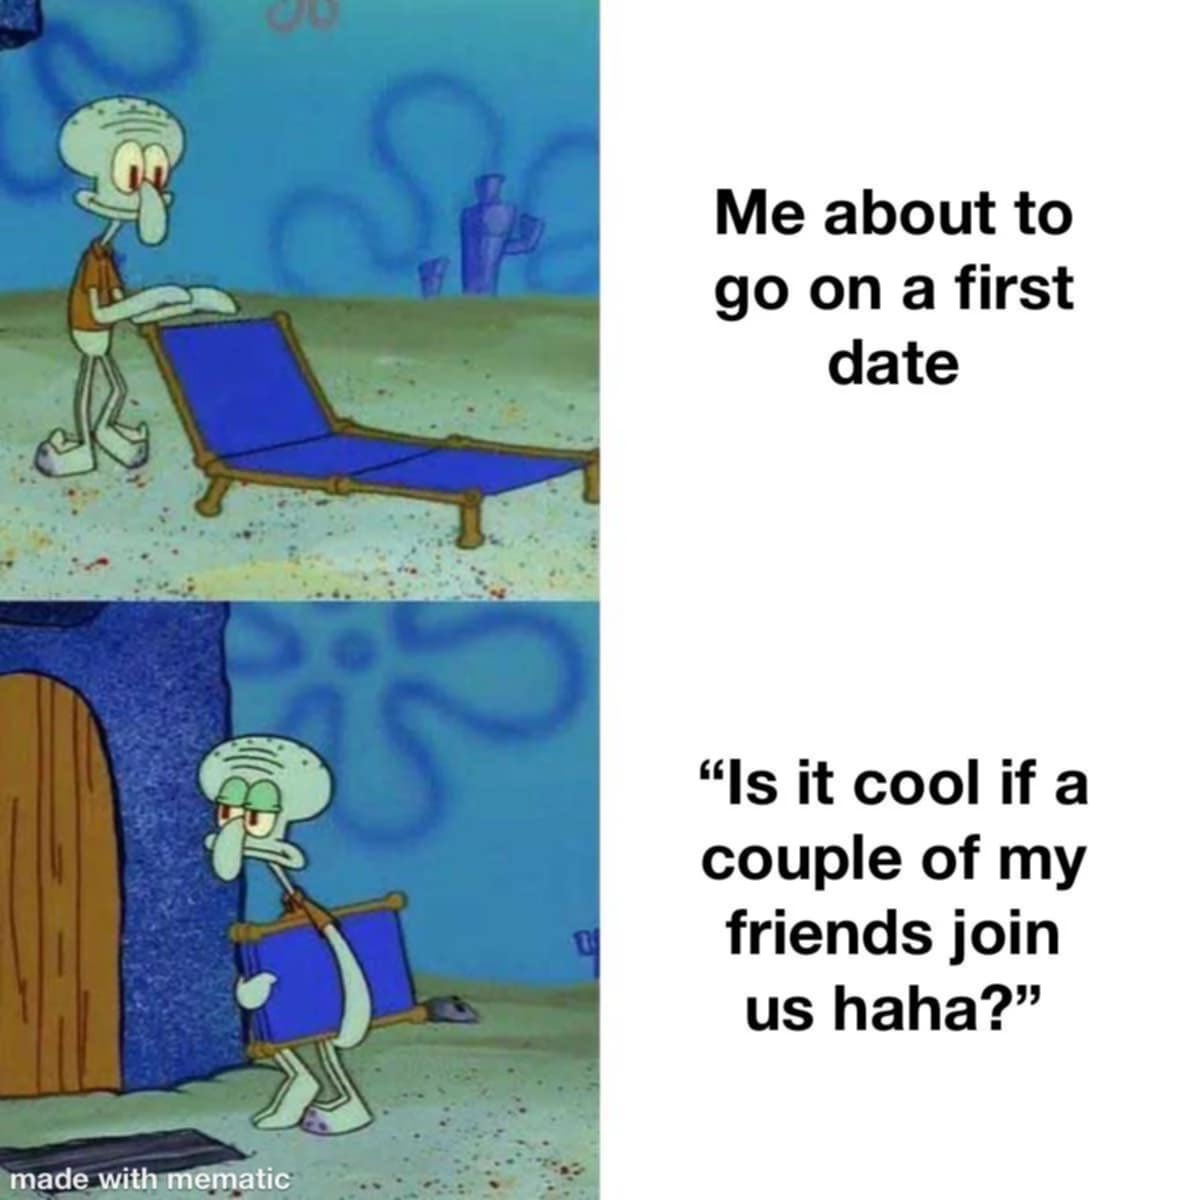 Me about to
go on a first
date
“Is it cool if a
couple of my
friends join
us haha?”
made with mematic